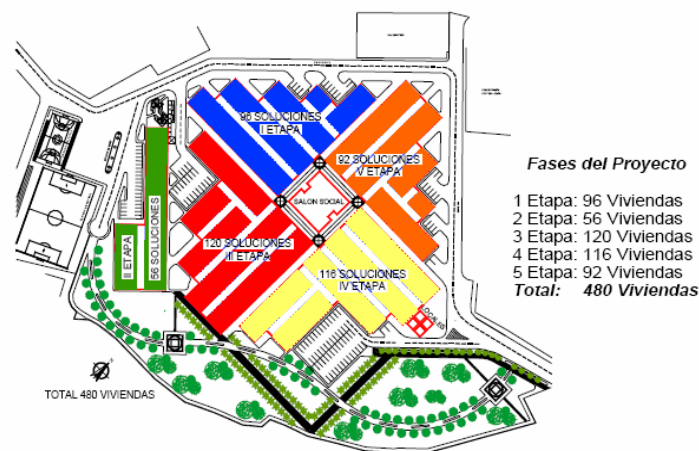 96 SOLUCIONES
I ETAPA
92 SOLUCIONES
V ETAPA
SALON SOCIAL
120 SOLUCIONES
III ETAPA
116 SOLUCIONES
IV ETAPA
II ETAPA
56 SOLUCIONES
LOCALES
TOTAL 480 VIVIENDAS
Fases del Proyecto
1 Etapa: 96 Viviendas
2 Etapa: 56 Viviendas
3 Etapa: 120 Viviendas
4 Etapa: 116 Viviendas
5 Etapa: 92 Viviendas
Total: 480 Viviendas